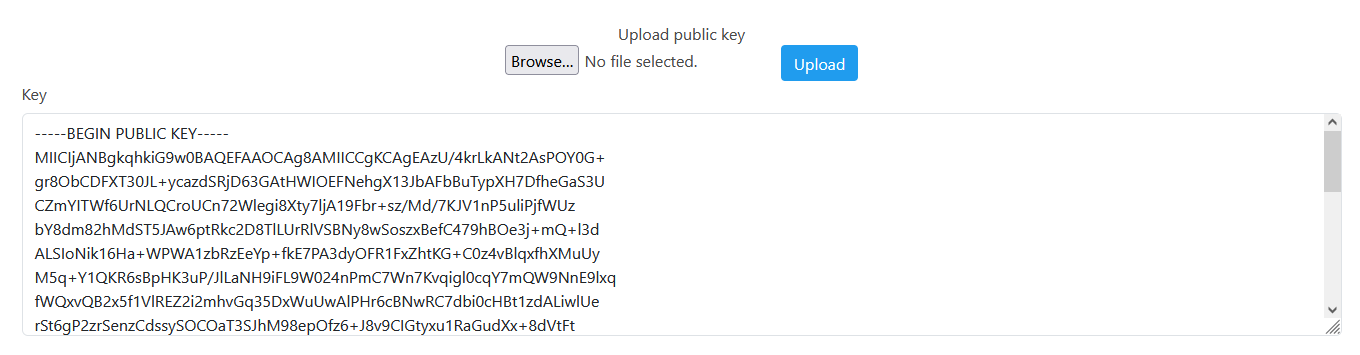 Upload public key
Browse... No file selected. Upload
Key
-----BEGIN PUBLIC KEY-----
MIICIjANBgkqhkiG9w0BAQEFAAOCAg8AMIICCgKCAgEAzU/4krLkANt2AsPOY0G+
gr8ObCDFXT30JL+ycazdSRjD63GAtHWIOEFNehgX13JbAFbBuTypXH7DfheGaS3U
CZmYITWf6UrNLQCroUCn72Wlegi8Xty7ljA19Fbr+sz/Md/7KJV1nP5uliPjfWUz
bY8dm82hMdST5JAw6ptRkc2D8TlLUrRlVSBNy8wSoszxBefC479hBOe3j+mQ+l3d
ALSIoNik16Ha+WPWA1zbRzEeYp+fkE7PA3dyOFR1FxZhtKG+C0z4vBlqxfhXMuUy
M5q+Y1QKR6sBpHK3uP/JlLaNH9iFL9W024nPmC7Wn7Kvqigl0cqY7mQW9NnE9lxq
fWQxvQB2x5f1VlREZ2i2mhvGq35DxWuUwAlPHr6cBNwRC7dbi0cHBt1zdALiwlUe
rSt6gP2zrSenzCdssySOCOaT3SJhM98epOfz6+J8v9CIGtyxu1RaGudXx+8dVtFt